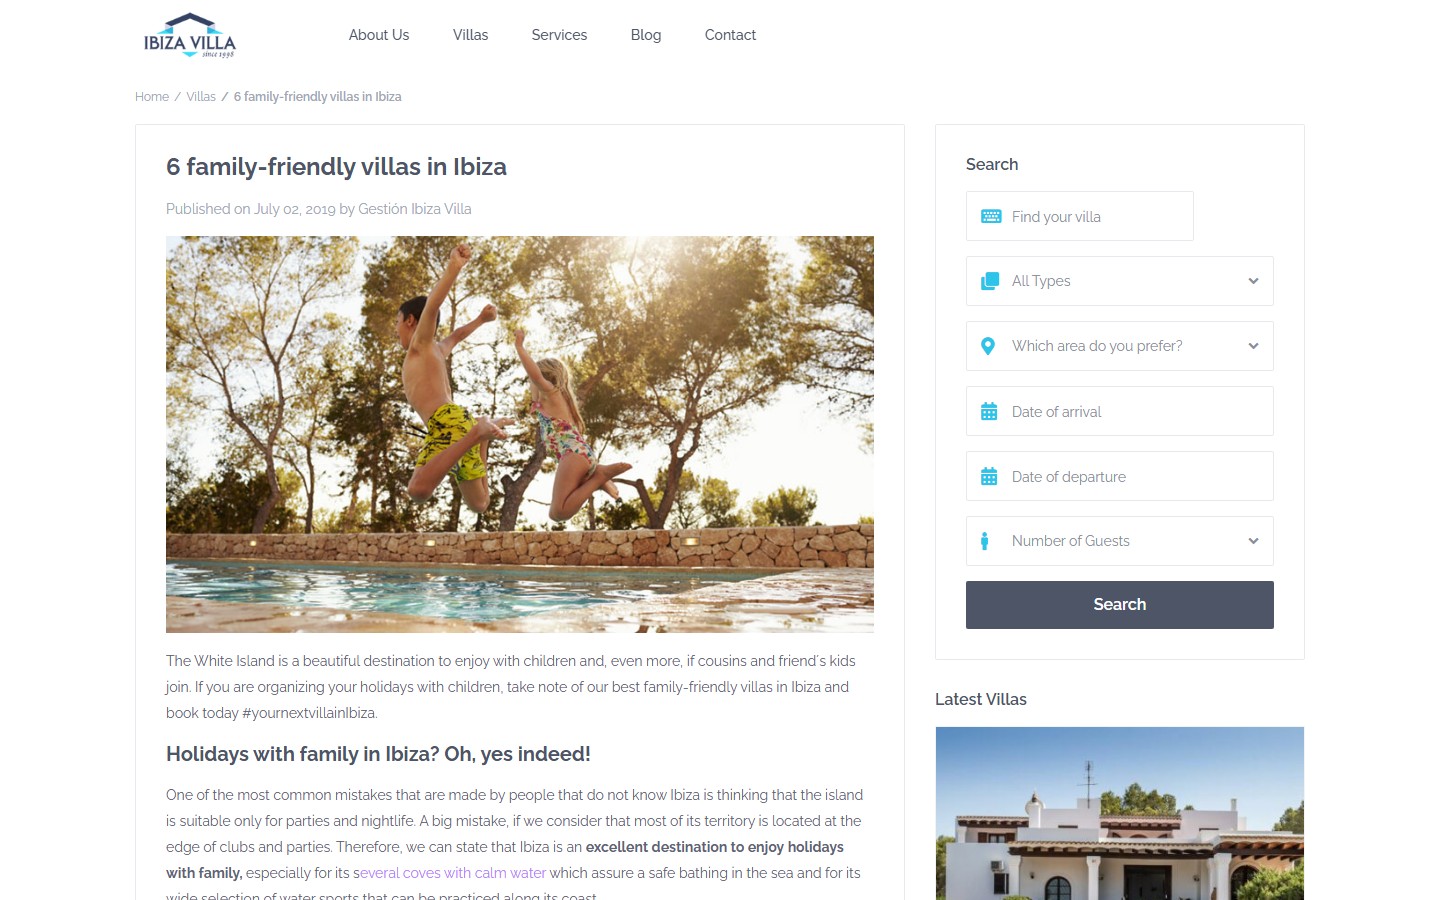 IBIZA VILLA
since 1998
About Us
Villas
Services
Blog
Contact
Home / Villas / 6 family-friendly villas in Ibiza
6 family-friendly villas in Ibiza
Published on July 02, 2019 by Gestión Ibiza Villa
The White Island is a beautiful destination to enjoy with children and, even more, if cousins and friend´s kids
join. If you are organizing your holidays with children, take note of our best family-friendly villas in Ibiza and
book today #yournextvillainIbiza.
Holidays with family in Ibiza? Oh, yes indeed!
One of the most common mistakes that are made by people that do not know Ibiza is thinking that the island
is suitable only for parties and nightlife. A big mistake, if we consider that most of its territory is located at the
edge of clubs and parties. Therefore, we can state that Ibiza is an excellent destination to enjoy holidays
with family, especially for its several coves with calm water which assure a safe bathing in the sea and for its
wide selection of water sports that can be practiced along its coast.
Search
Find your villa
All Types
Which area do you prefer?
Date of arrival
Date of departure
Number of Guests
Search
Latest Villas